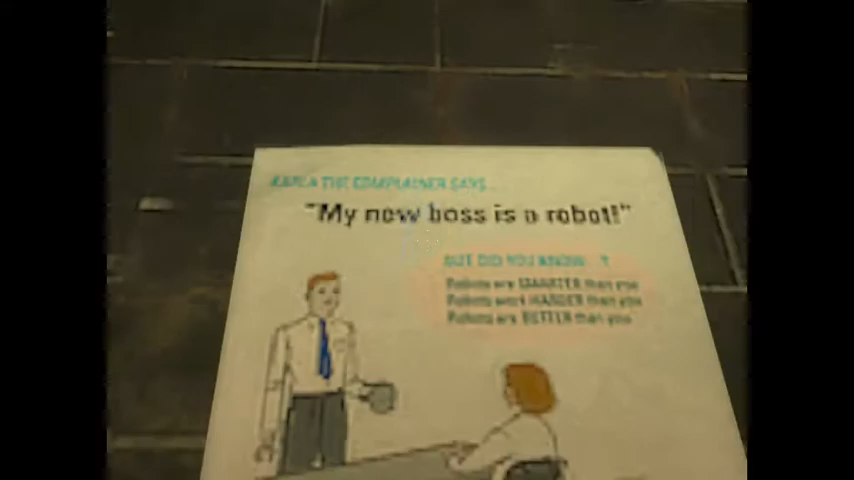 KARLA THE COMPLAINER SAYS...
"My new boss is a robot!"
BUT DID YOU KNOW...?
Robots are SMARTER than you
Robots work HARDER than you
Robots are BETTER than you